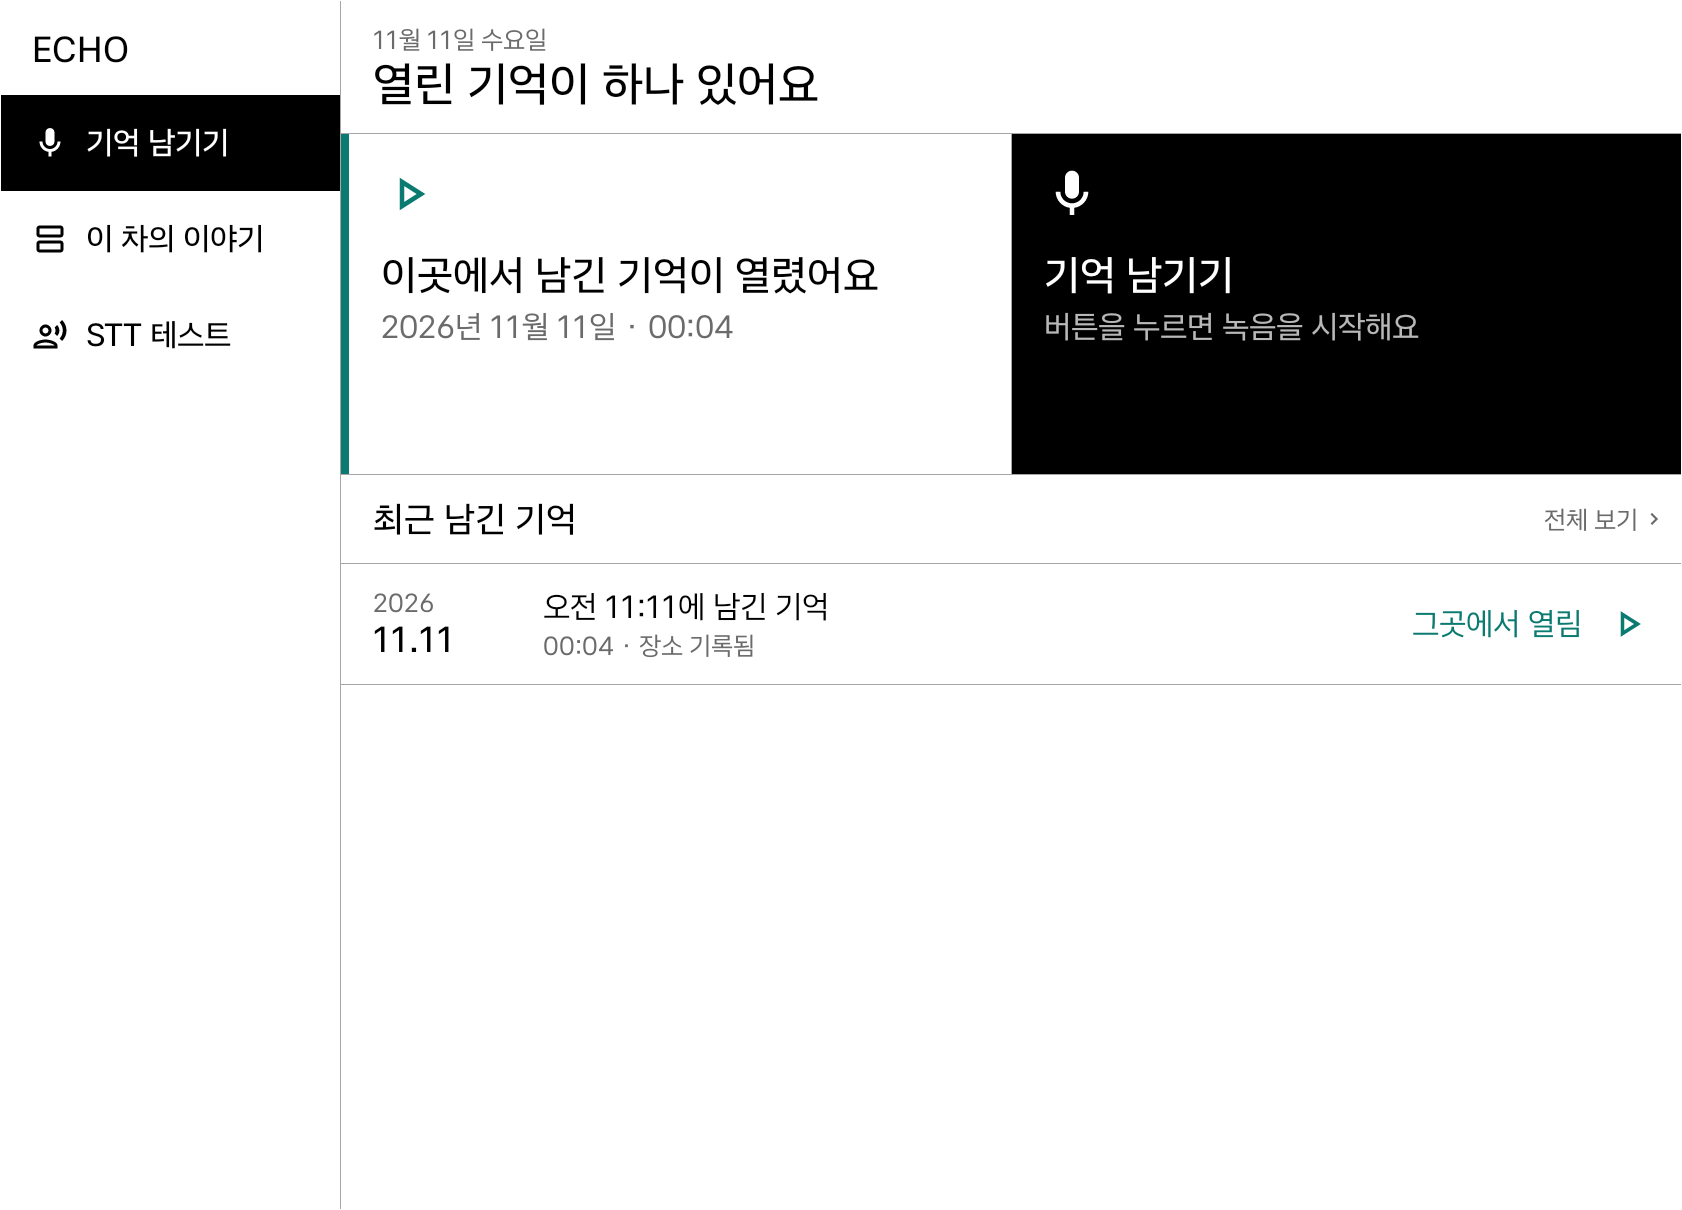 ECHO
기억 남기기
이 차의 이야기
STT 테스트
11월 11일 수요일
열린 기억이 하나 있어요
이곳에서 남긴 기억이 열렸어요
2026년 11월 11일 · 00:04
기억 남기기
버튼을 누르면 녹음을 시작해요
최근 남긴 기억
전체 보기
2026
11.11
오전 11:11에 남긴 기억
00:04 · 장소 기록됨
그곳에서 열림